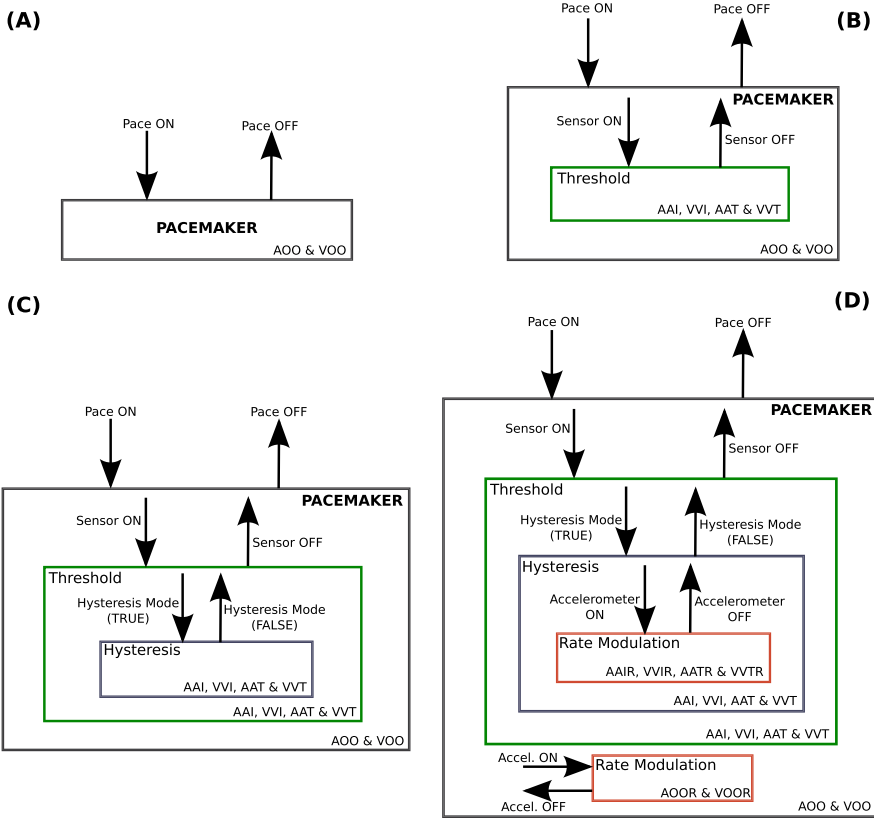 (A)
Pace ON
Pace OFF
PACEMAKER
AOO & VOO
(B)
Pace ON
Pace OFF
PACEMAKER
Sensor ON
Sensor OFF
Threshold
AAI, VVI, AAT & VVT
AOO & VOO
(C)
Pace ON
Pace OFF
PACEMAKER
Sensor ON
Sensor OFF
Threshold
Hysteresis Mode
(TRUE)
Hysteresis Mode
(FALSE)
Hysteresis
AAI, VVI, AAT & VVT
AAI, VVI, AAT & VVT
AOO & VOO
(D)
Pace ON
Pace OFF
PACEMAKER
Sensor ON
Sensor OFF
Threshold
Hysteresis Mode
(TRUE)
Hysteresis Mode
(FALSE)
Hysteresis
Accelerometer
ON
Accelerometer
OFF
Rate Modulation
AAIR, VVIR, AATR & VVTR
AAI, VVI, AAT & VVT
AAI, VVI, AAT & VVT
Accel. ON
Accel. OFF
Rate Modulation
AOOR & VOOR
AOO & VOO